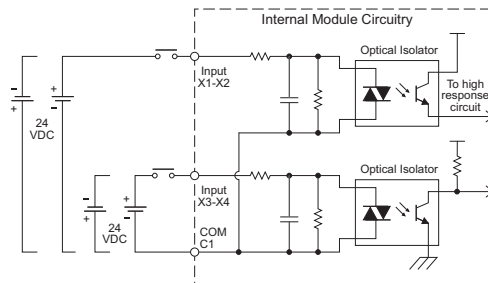 Internal Module Circuitry
Optical Isolator
Input
X1-X2
To high
response
circuit
-
+
+
-
24
VDC
Optical Isolator
Input
X3-X4
-
+
+
-
24
VDC
COM
C1